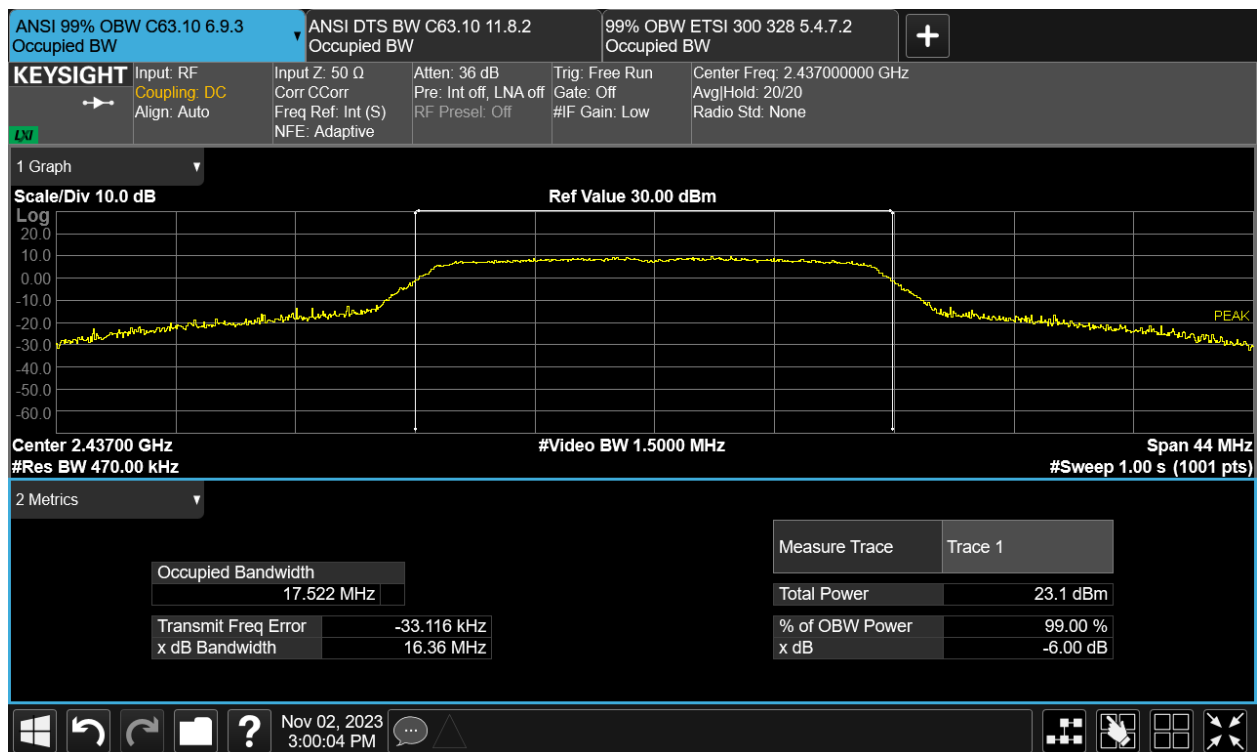 ANSI 99% OBW C63.10 6.9.3
Occupied BW
ANSI DTS BW C63.10 11.8.2
Occupied BW
99% OBW ETSI 300 328 5.4.7.2
Occupied BW
KEYSIGHT
LXI
Input: RF
Coupling: DC
Align: Auto
Input Z: 50 Ω
Corr CCorr
Freq Ref: Int (S)
NFE: Adaptive
Atten: 36 dB
Pre: Int off, LNA off
RF Presel: Off
Trig: Free Run
Gate: Off
#IF Gain: Low
Center Freq: 2.437000000 GHz
Avg|Hold: 20/20
Radio Std: None
1 Graph
Scale/Div 10.0 dB
Ref Value 30.00 dBm
Log
20.0
10.0
0.00
-10.0
-20.0
-30.0
-40.0
-50.0
-60.0
PEAK
Center 2.43700 GHz
#Video BW 1.5000 MHz
Span 44 MHz
#Res BW 470.00 kHz
#Sweep 1.00 s (1001 pts)
2 Metrics
Measure Trace Trace 1
Occupied Bandwidth
17.522 MHz
Total Power 23.1 dBm
Transmit Freq Error -33.116 kHz
% of OBW Power 99.00 %
x dB Bandwidth 16.36 MHz
x dB -6.00 dB
Nov 02, 2023
3:00:04 PM